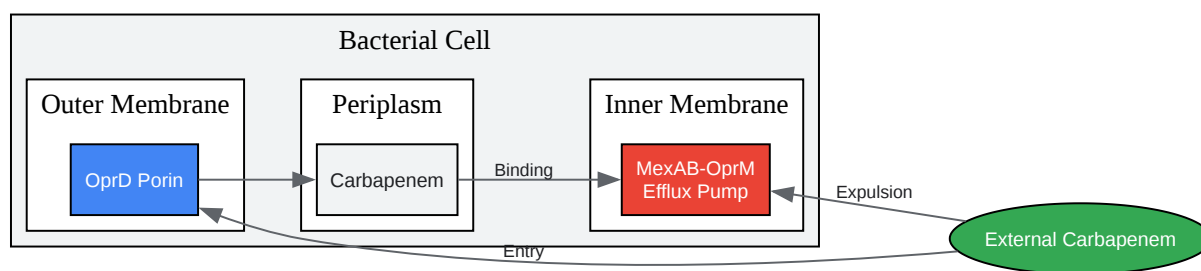 Bacterial Cell
Outer Membrane
Periplasm
Inner Membrane
OprD Porin
Carbapenem
Binding
MexAB-OprM
Efflux Pump
Expulsion
External Carbapenem
Entry